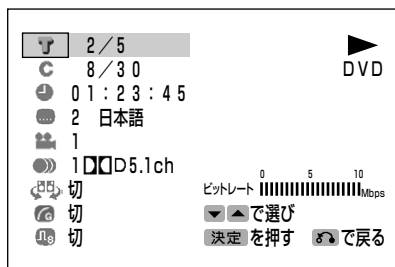 T 2/5
DVD
C 8/30
01:23:45
2 日本語
1
1 DD D5.1ch
切
0 5 10
ビットレート Mbps
切
▼▲で選び
切
決定を押す で戻る